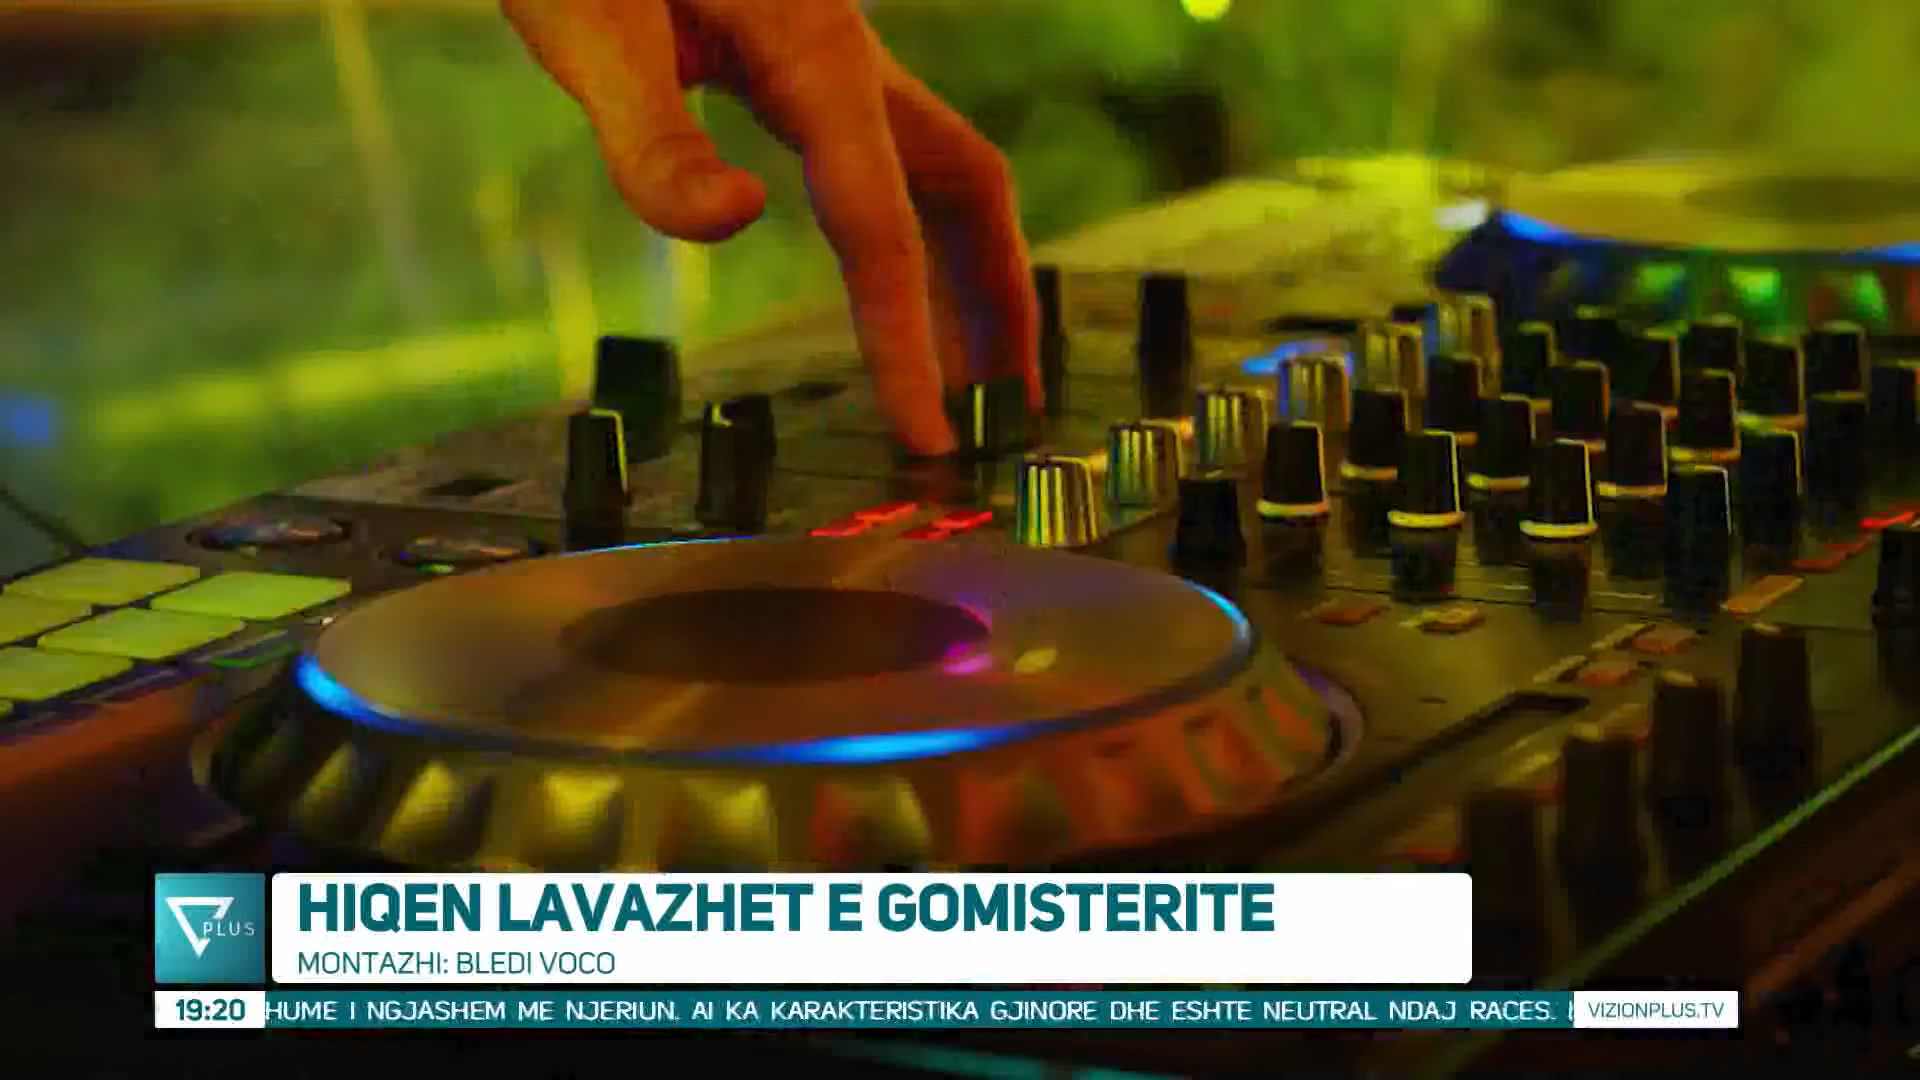 HIQEN LAVAZHET E GOMISTERITE
PLUS
MONTAZHI: BLEDI VOCO
19:20 HUME I NGJASHEM ME NJERIUN. AI KA KARAKTERISTIKA GJINORE DHE ESHTE NEUTRAL NDAJ RACES. VIZIONPLUS.TV